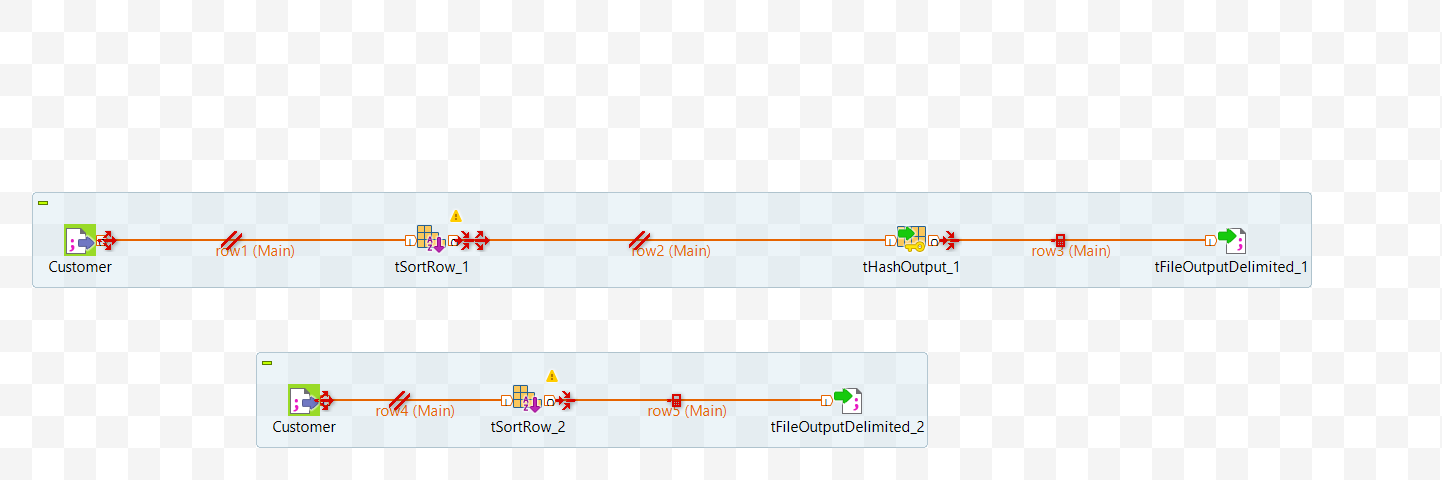 row1 (Main)
row2 (Main)
row3 (Main)
Customer
tSortRow_1
tHashOutput_1
tFileOutputDelimited_1
row4 (Main)
row5 (Main)
Customer
tSortRow_2
tFileOutputDelimited_2